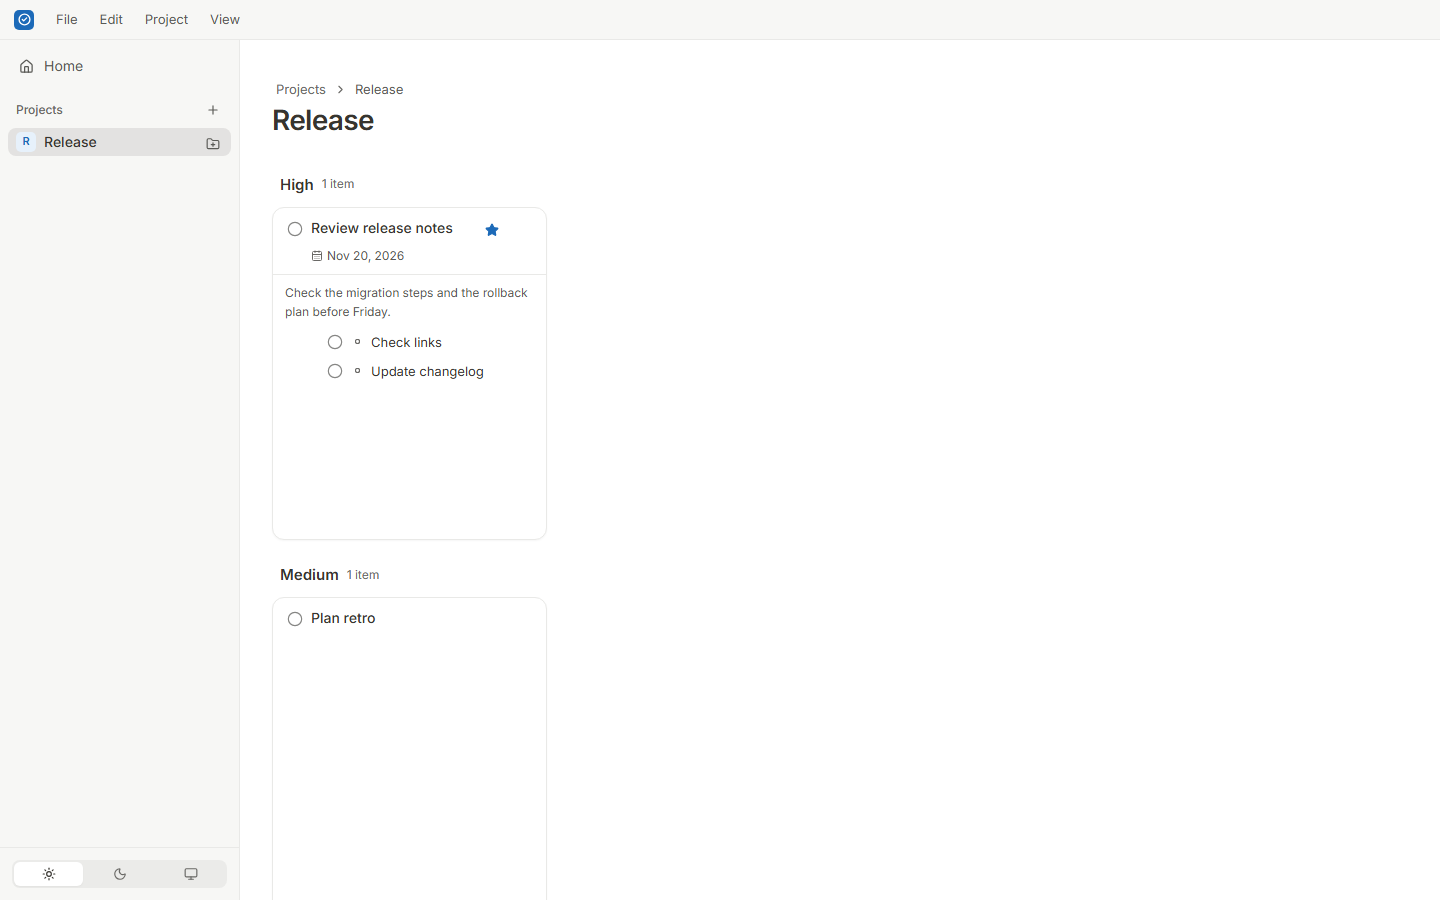 File Edit Project View
Home
Projects
R Release
Projects > Release
Release
High 1 item
Review release notes
Nov 20, 2026
Check the migration steps and the rollback
plan before Friday.
Check links
Update changelog
Medium 1 item
Plan retro